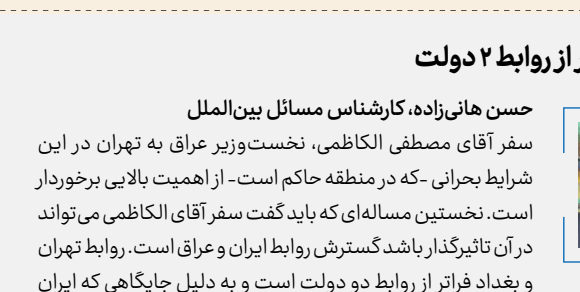 از روابط ۲ دولت
حسن هانی‌زاده، کارشناس مسائل بین‌الملل
سفر آقای مصطفی الکاظمی، نخست‌وزیر عراق به تهران در این
شرایط بحرانی -که در منطقه حاکم است- از اهمیت بالایی برخوردار
است. نخستین مساله‌ای که باید گفت سفر آقای الکاظمی می‌تواند
در آن تاثیرگذار باشد گسترش روابط ایران و عراق است. روابط تهران
و بغداد فراتر از روابط دو دولت است و به دلیل جایگاهی که ایران